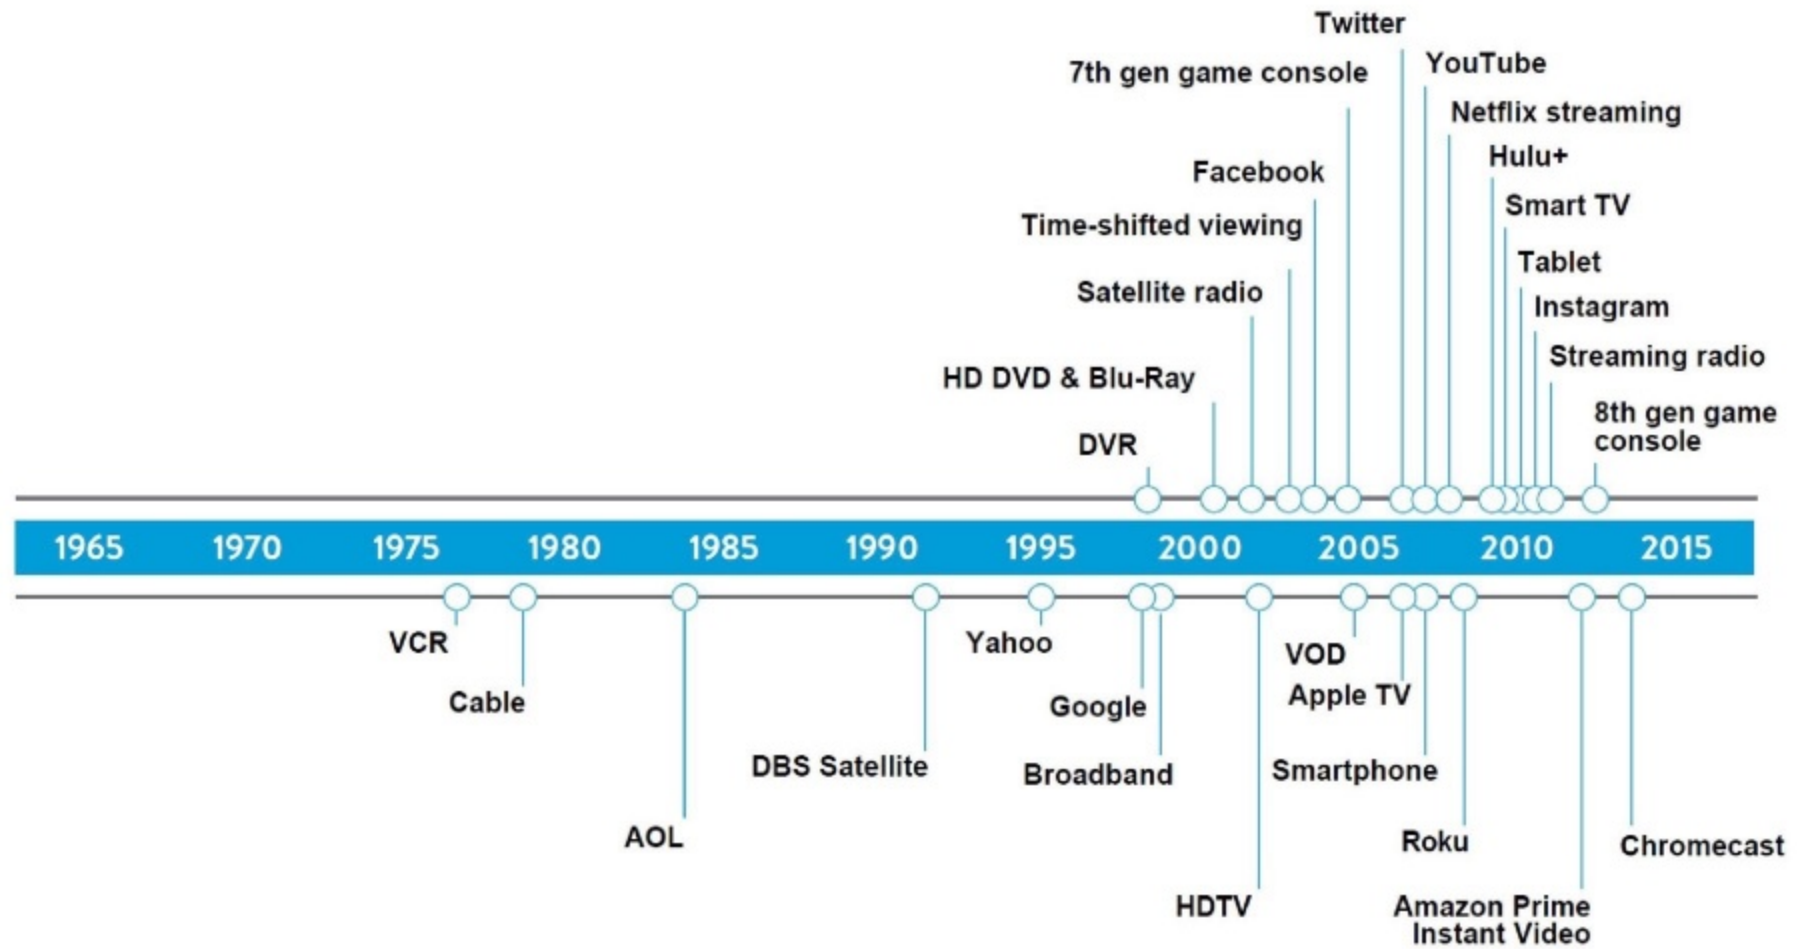 Twitter
YouTube
7th gen game console
Netflix streaming
Hulu+
Facebook
Smart TV
Time-shifted viewing
Tablet
Satellite radio
Instagram
Streaming radio
HD DVD & Blu-Ray
8th gen game
console
DVR
1965 1970 1975 1980 1985 1990 1995 2000 2005 2010 2015
VCR
Yahoo
VOD
Apple TV
Cable
Google
DBS Satellite
Smartphone
Broadband
AOL
Roku
Chromecast
HDTV
Amazon Prime
Instant Video